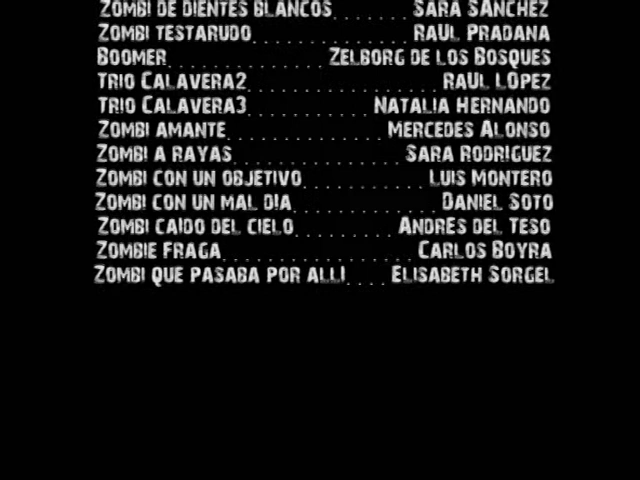 Zombi de dientes blancos.......Sara SÁnchez
Zombi testarudo............Raúl Pradana
Boomer..............Zelborg de los Bosques
Trio Calavera2.................Raúl LÓpez
Trio Calavera3...........Natalia Hernando
Zombi amante..............Mercedes Alonso
Zombi a rayas...............Sara Rodriguez
Zombi con un objetivo...........Luis Montero
Zombi con un mal dia.............Daniel Soto
Zombi caido del cielo.........AndrÉs del Teso
Zombie Fraga.................Carlos Boyra
Zombi que pasaba por alli....Elisabeth Sorgel